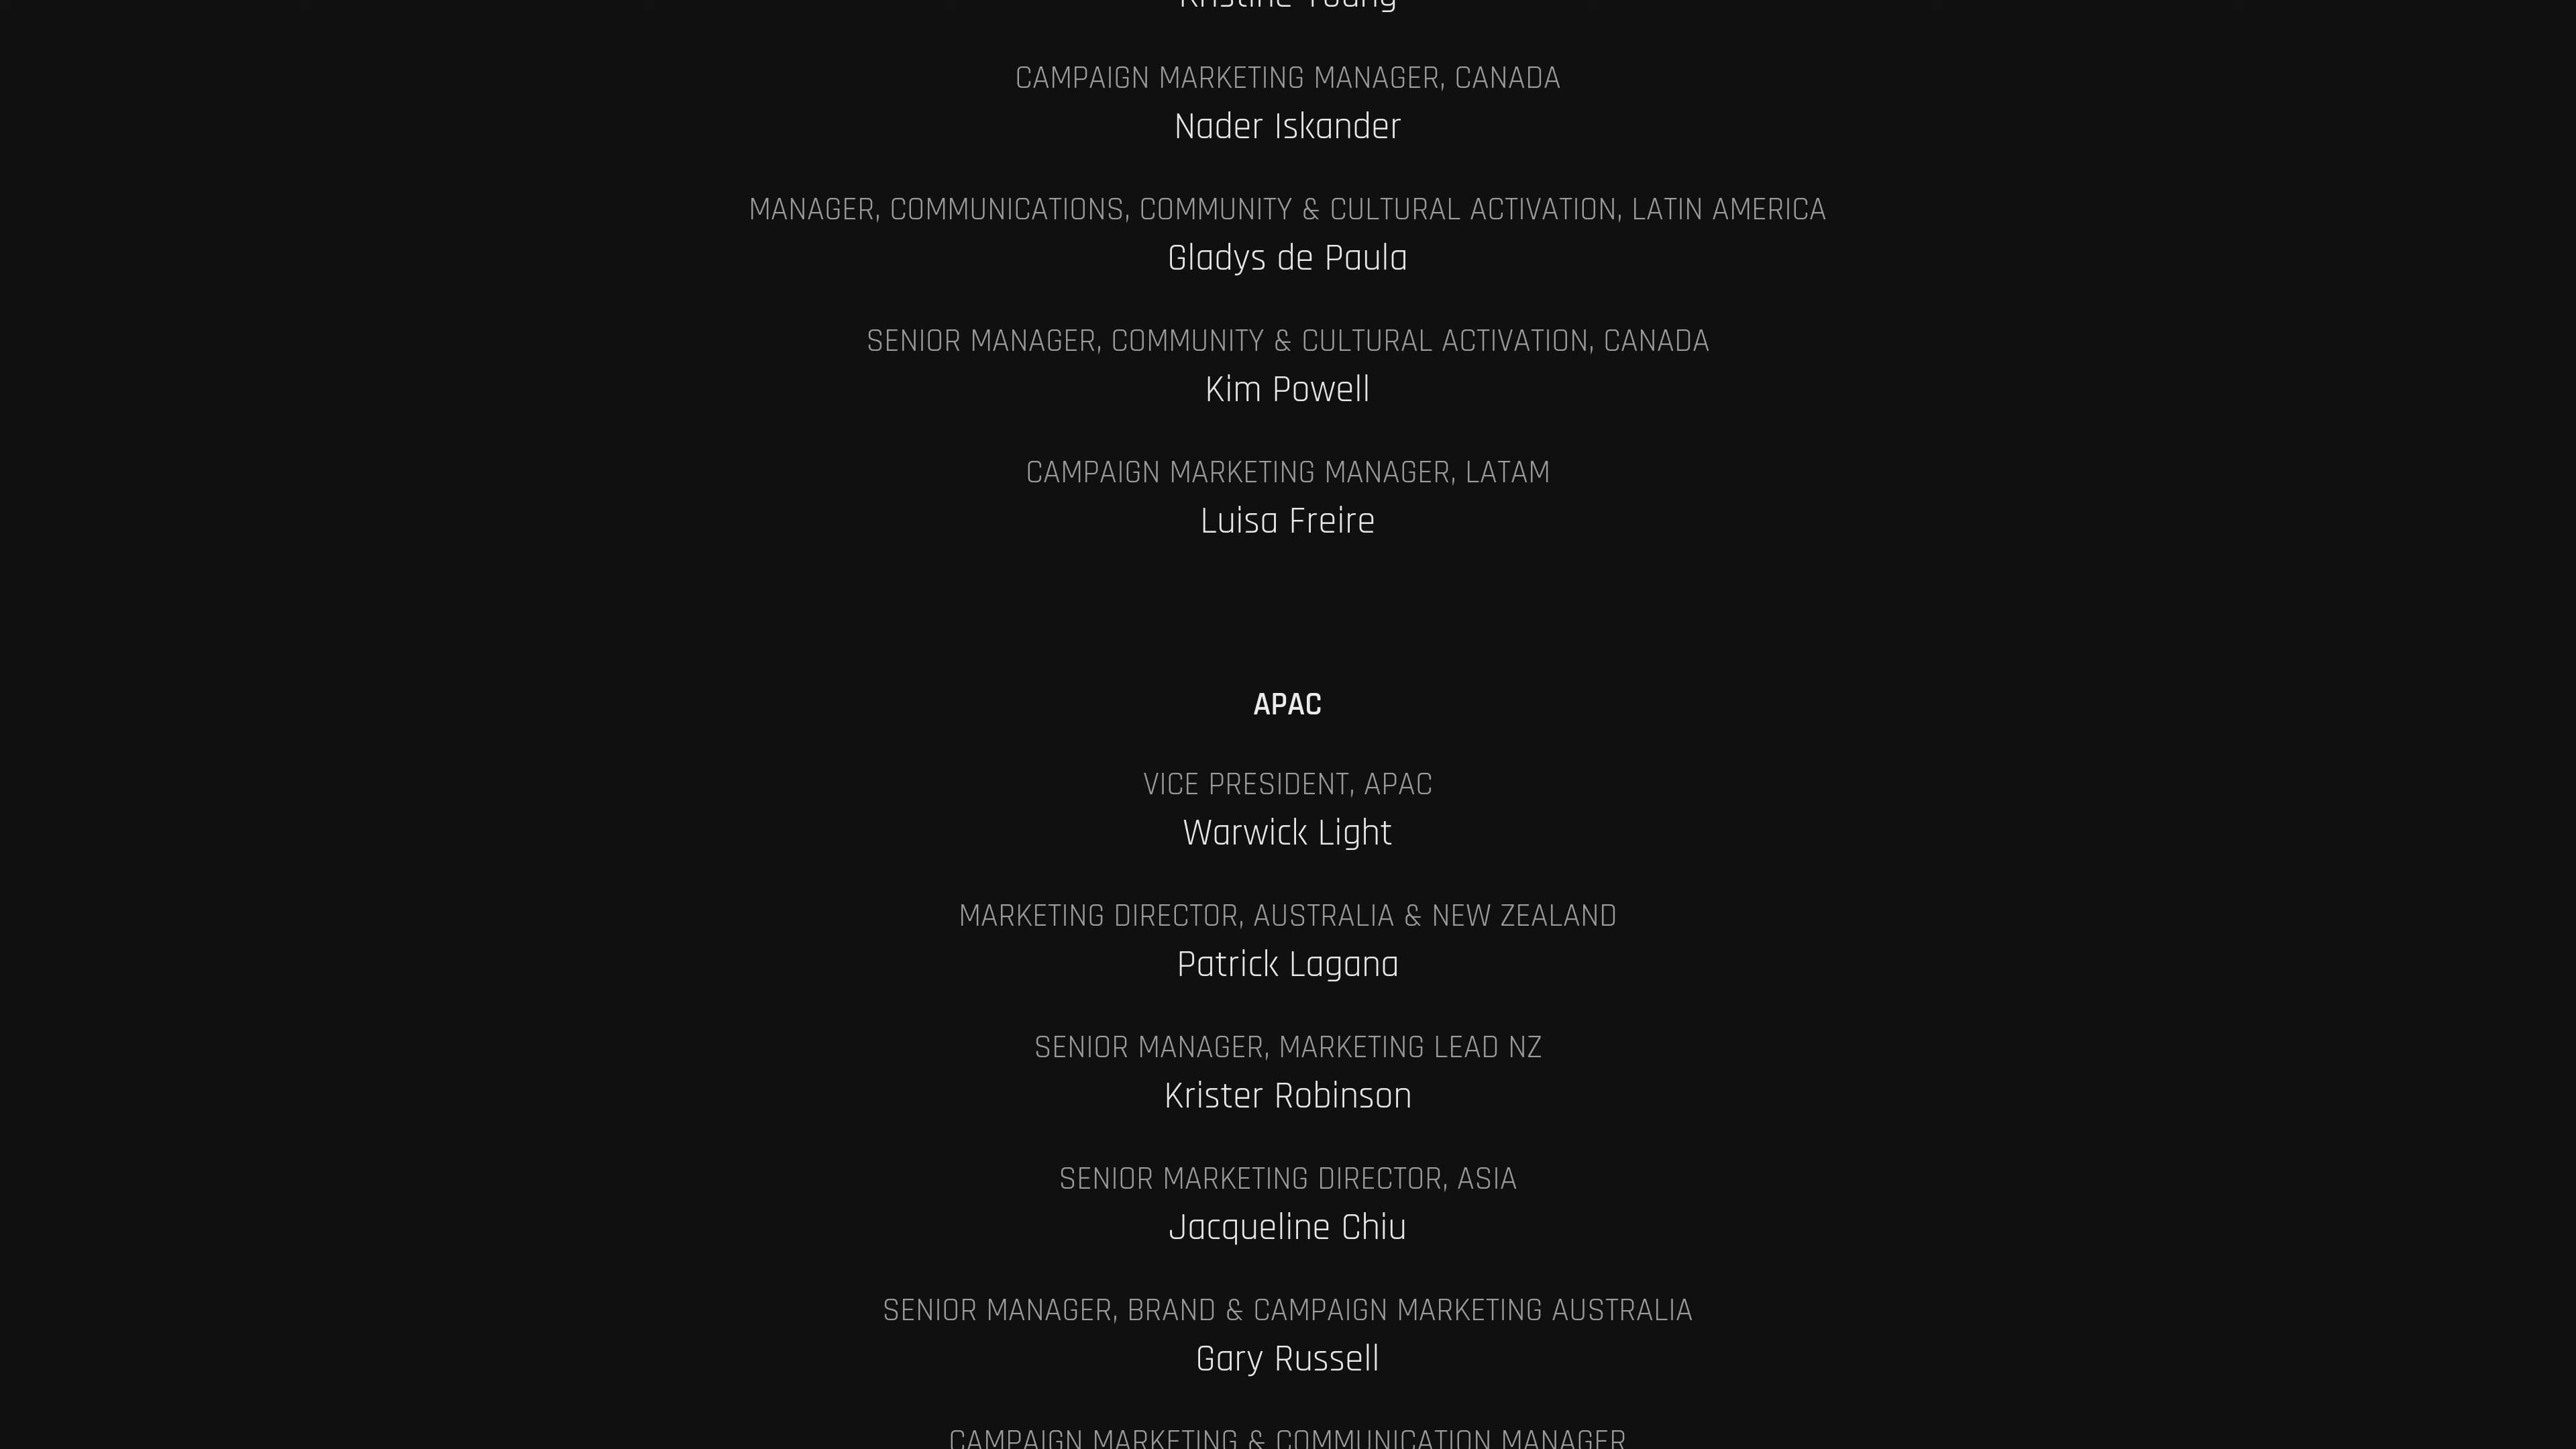 Kristine Young
CAMPAIGN MARKETING MANAGER, CANADA
Nader Iskander
MANAGER, COMMUNICATIONS, COMMUNITY & CULTURAL ACTIVATION, LATIN AMERICA
Gladys de Paula
SENIOR MANAGER, COMMUNITY & CULTURAL ACTIVATION, CANADA
Kim Powell
CAMPAIGN MARKETING MANAGER, LATAM
Luisa Freire
APAC
VICE PRESIDENT, APAC
Warwick Light
MARKETING DIRECTOR, AUSTRALIA & NEW ZEALAND
Patrick Lagana
SENIOR MANAGER, MARKETING LEAD NZ
Krister Robinson
SENIOR MARKETING DIRECTOR, ASIA
Jacqueline Chiu
SENIOR MANAGER, BRAND & CAMPAIGN MARKETING AUSTRALIA
Gary Russell
CAMPAIGN MARKETING & COMMUNICATION MANAGER